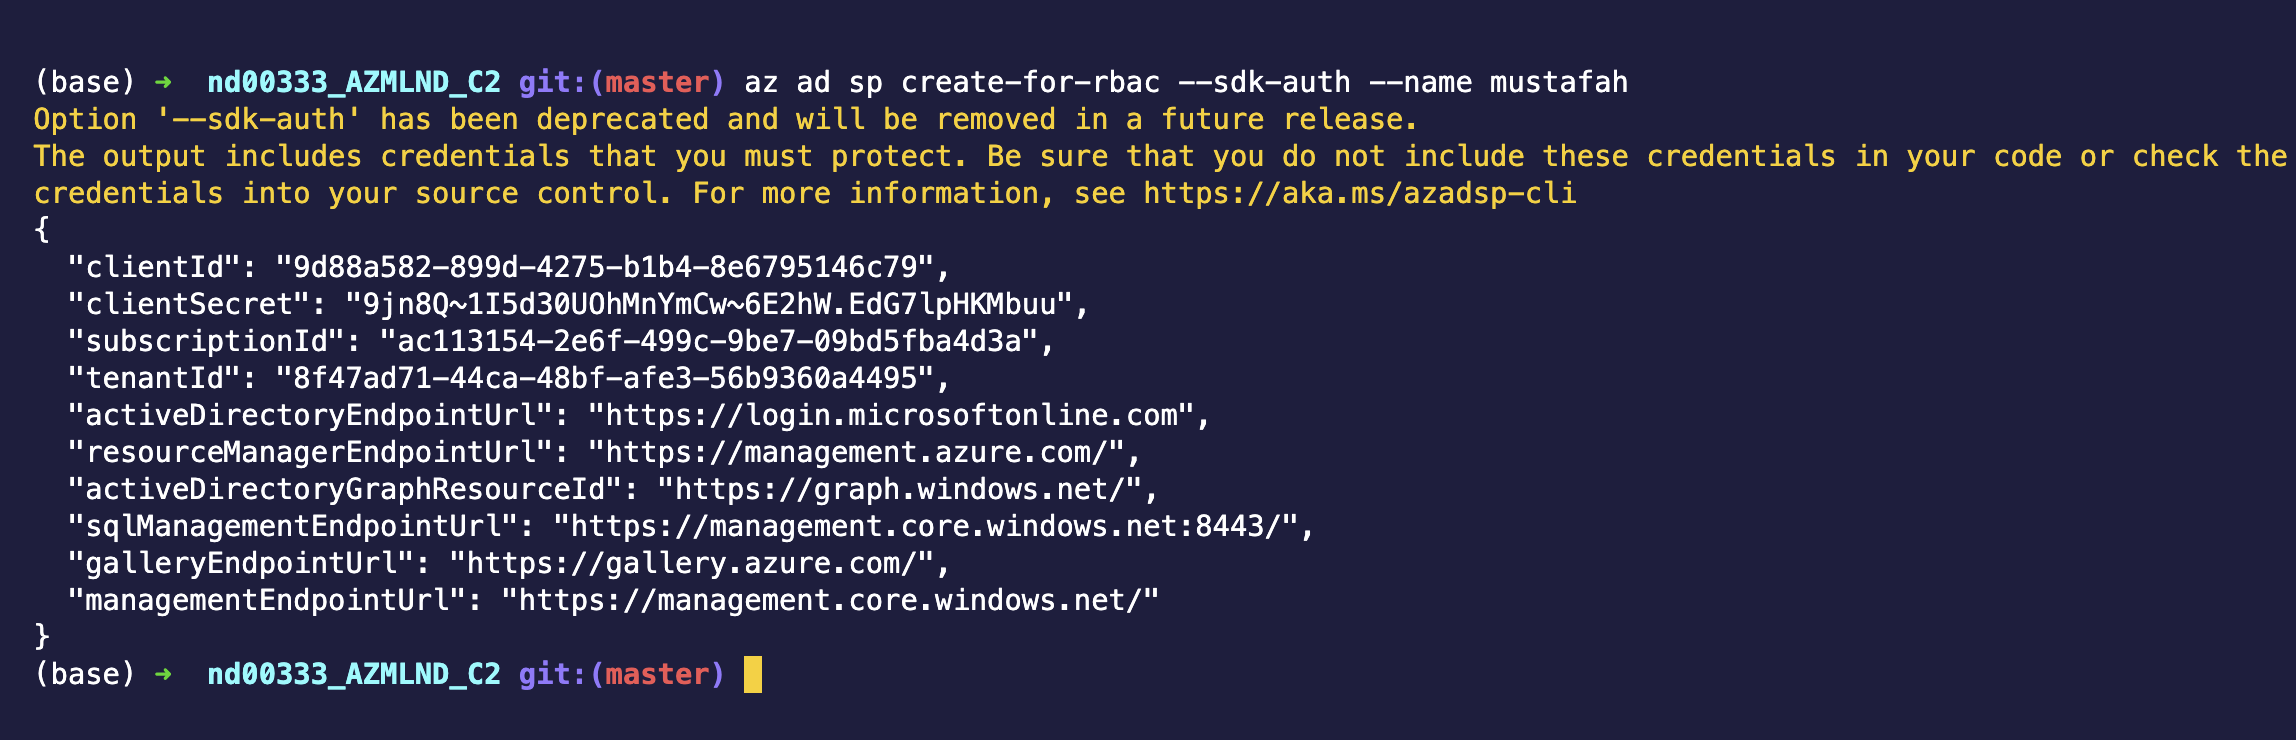 (base) ➜  nd00333_AZMLND_C2 git:(master) az ad sp create-for-rbac --sdk-auth --name mustafah
Option '--sdk-auth' has been deprecated and will be removed in a future release.
The output includes credentials that you must protect. Be sure that you do not include these credentials in your code or check the
credentials into your source control. For more information, see https://aka.ms/azadsp-cli
{
  "clientId": "9d88a582-899d-4275-b1b4-8e6795146c79",
  "clientSecret": "9jn8Q~1I5d30UOhMnYmCw~6E2hW.EdG7lpHKMbuu",
  "subscriptionId": "ac113154-2e6f-499c-9be7-09bd5fba4d3a",
  "tenantId": "8f47ad71-44ca-48bf-afe3-56b9360a4495",
  "activeDirectoryEndpointUrl": "https://login.microsoftonline.com",
  "resourceManagerEndpointUrl": "https://management.azure.com/",
  "activeDirectoryGraphResourceId": "https://graph.windows.net/",
  "sqlManagementEndpointUrl": "https://management.core.windows.net:8443/",
  "galleryEndpointUrl": "https://gallery.azure.com/",
  "managementEndpointUrl": "https://management.core.windows.net/"
}
(base) ➜  nd00333_AZMLND_C2 git:(master)